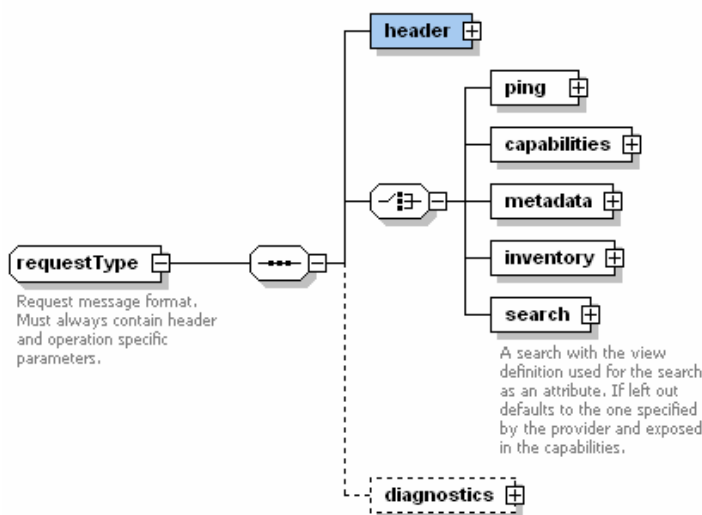 header
ping
capabilities
metadata
inventory
search
A search with the view
definition used for the search
as an attribute. If left out
defaults to the one specified
by the provider and exposed
in the capabilities.
requestType
Request message format.
Must always contain header
and operation specific
parameters.
diagnostics